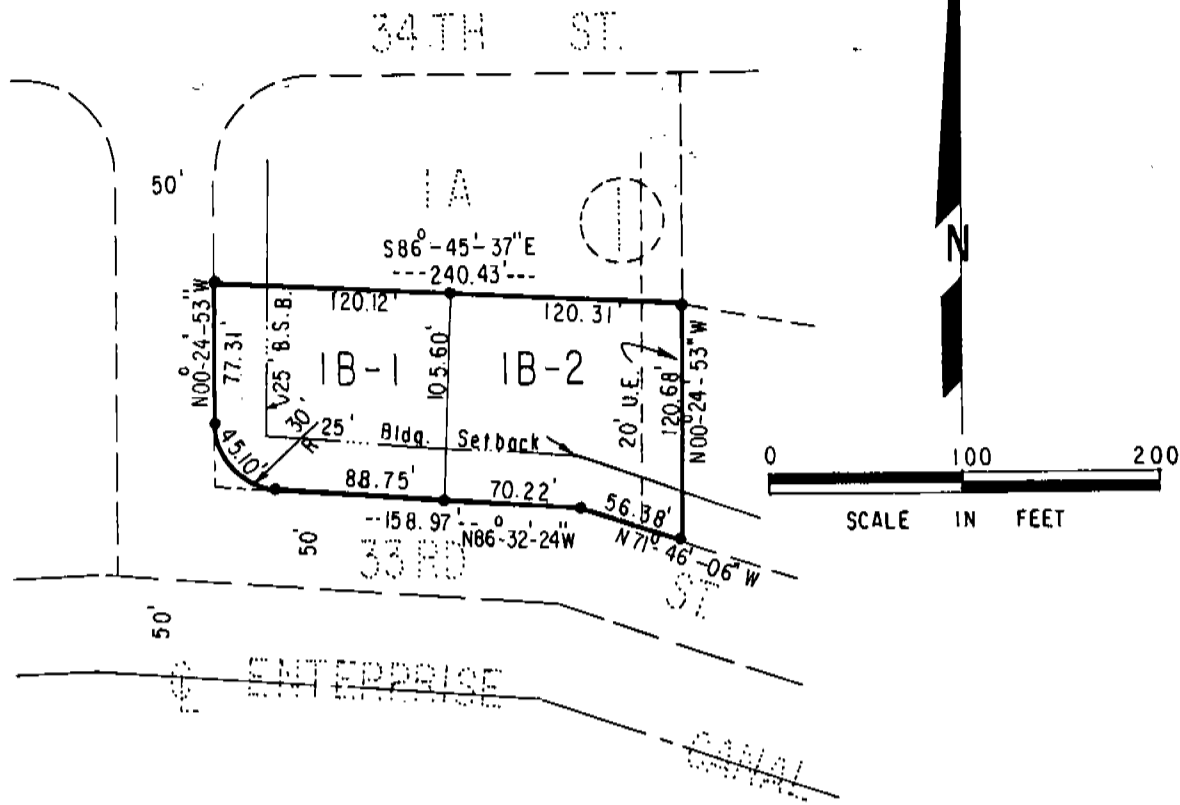 34TH ST.
50'
1A
1
S86°-45'-37"E
---240.43'---
120.12'
120.31'
N00°-24'-53"W
77.31'
25' B.S.B.
1B-1
105.60'
1B-2
20' U.E.
120.68'
N00°-24'-53"W
N
R 30'
25' Bldg. Setback
45.10'
88.75'
70.22'
56.38'
--158.97'--
N86°-32'-24"W
N71°-46'-06"W
50'
33RD ST.
50'
℄ ENTERPRISE CANAL
0 100 200
SCALE IN FEET